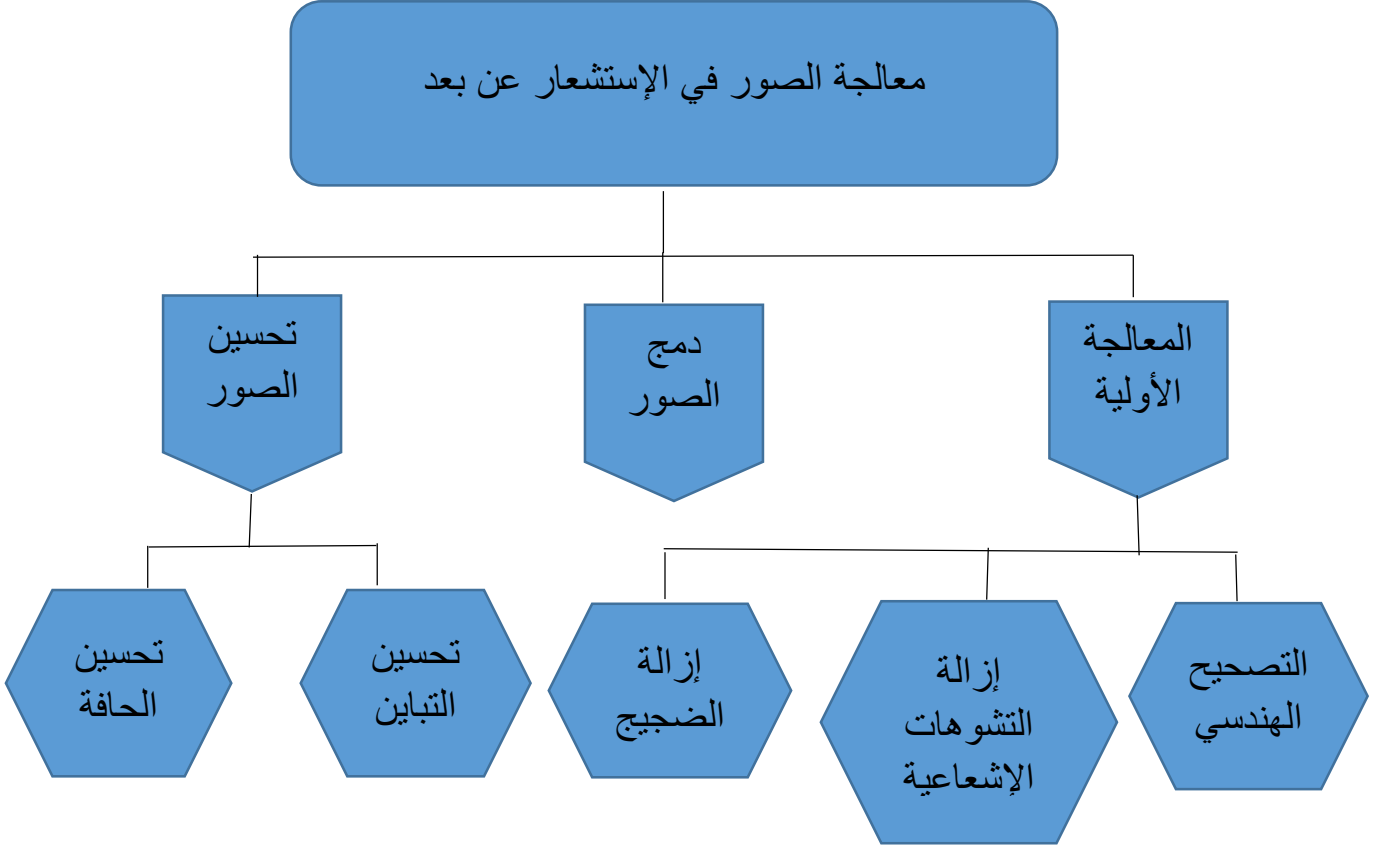 معالجة الصور في الإستشعار عن بعد
المعالجة
الأولية
دمج
الصور
تحسين
الصور
التصحيح
الهندسي
إزالة
التشوهات
الإشعاعية
إزالة
الضجيج
تحسين
التباين
تحسين
الحافة